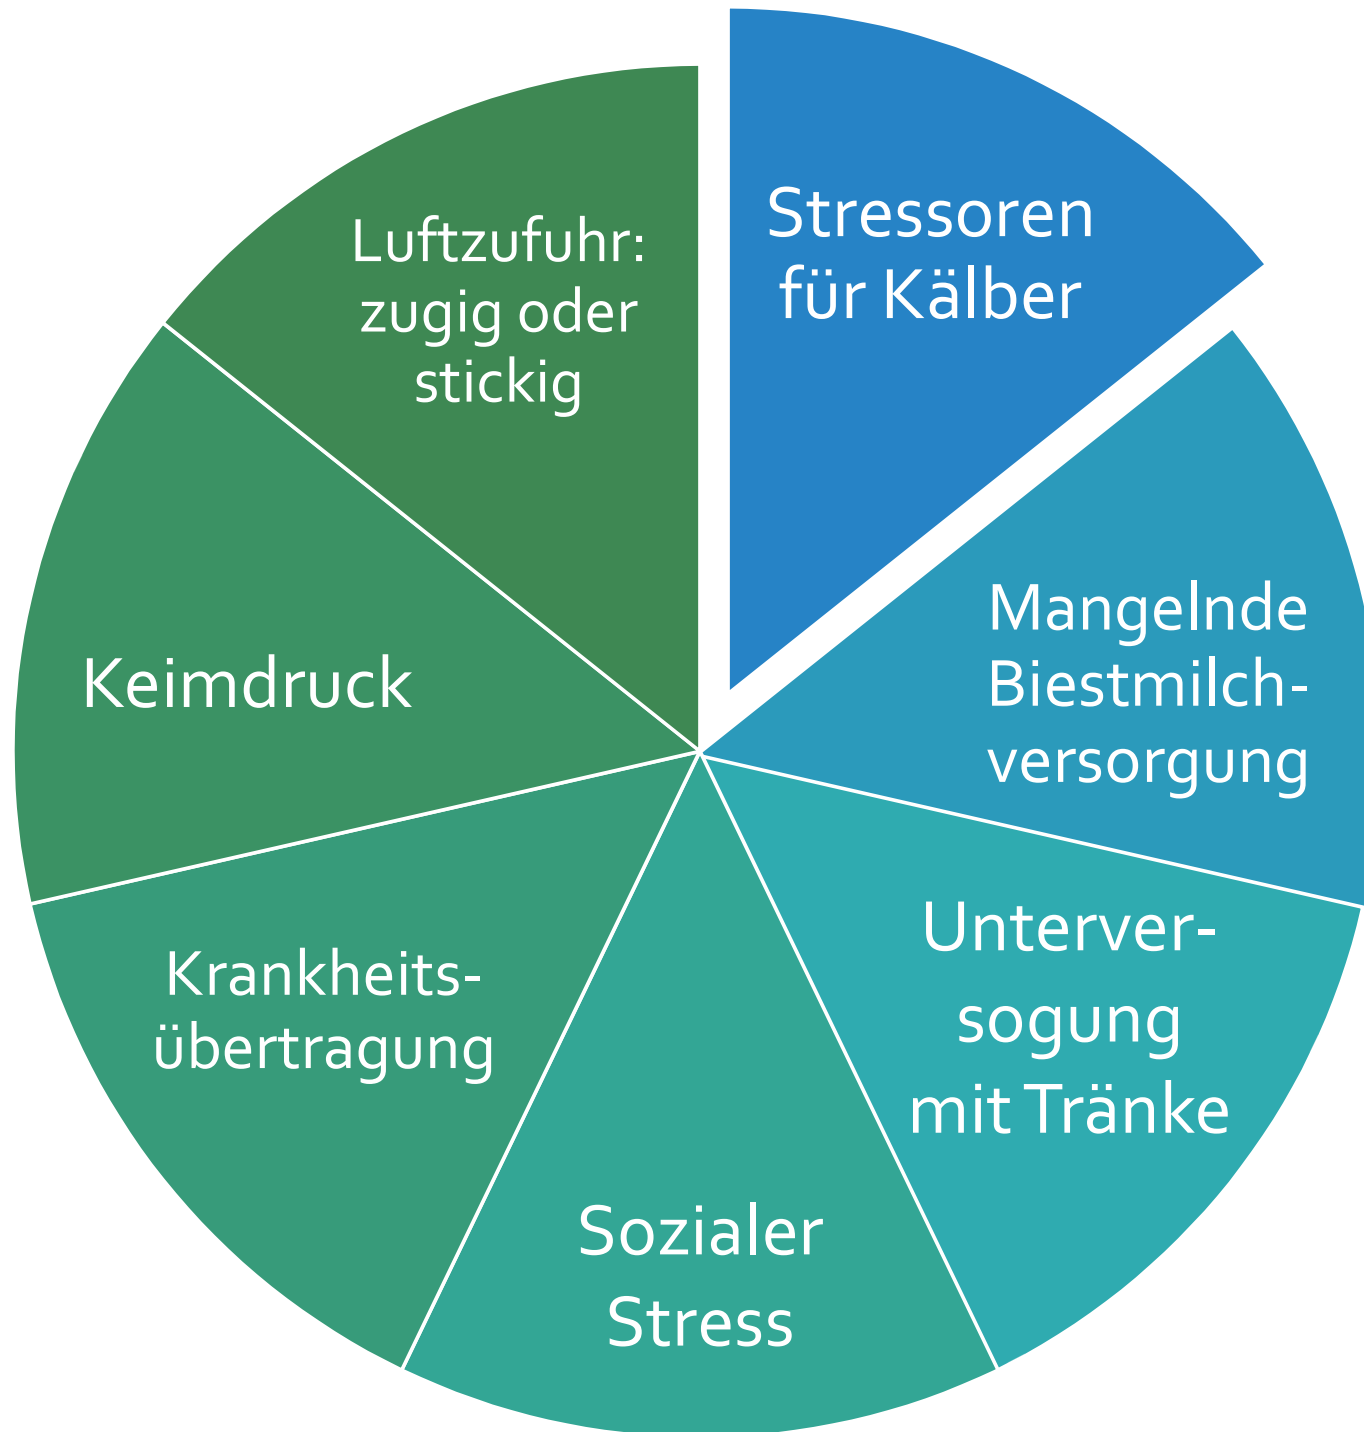 Stressoren
für Kälber
Mangelnde
Biestmilch-
versorgung
Unterver-
sogung
mit Tränke
Sozialer
Stress
Krankheits-
übertragung
Keimdruck
Luftzufuhr:
zugig oder
stickig